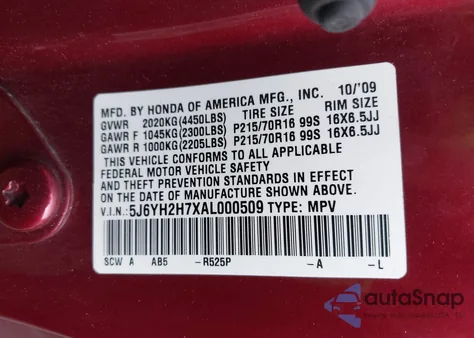 MFD. BY HONDA OF AMERICA MFG., INC. 10/'09
TIRE SIZE RIM SIZE
GVWR 2020KG(4450LBS)
GAWR F 1045KG(2300LBS) P215/70R16 99S 16X6.5JJ
GAWR R 1000KG(2205LBS) P215/70R16 99S 16X6.5JJ
THIS VEHICLE CONFORMS TO ALL APPLICABLE
FEDERAL MOTOR VEHICLE SAFETY
AND THEFT PREVENTION STANDARDS IN EFFECT
ON THE DATE OF MANUFACTURE SHOWN ABOVE.
V.I.N: 5J6YH2H7XAL000509 TYPE: MPV
SCW A AB5 -R525P -A -L
autoSnap